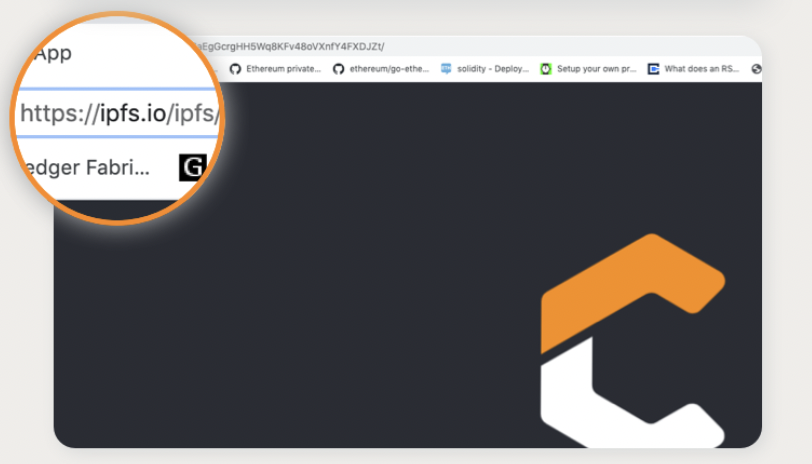 App
https://ipfs.io/ipfs/
aEgGcrgHH5Wq8KFv48oVXnfY4FXDJZt/
edger Fabri... G
Ethereum private... ethereum/go-ethe... solidity - Deploy... Setup your own pr... What does an RS...